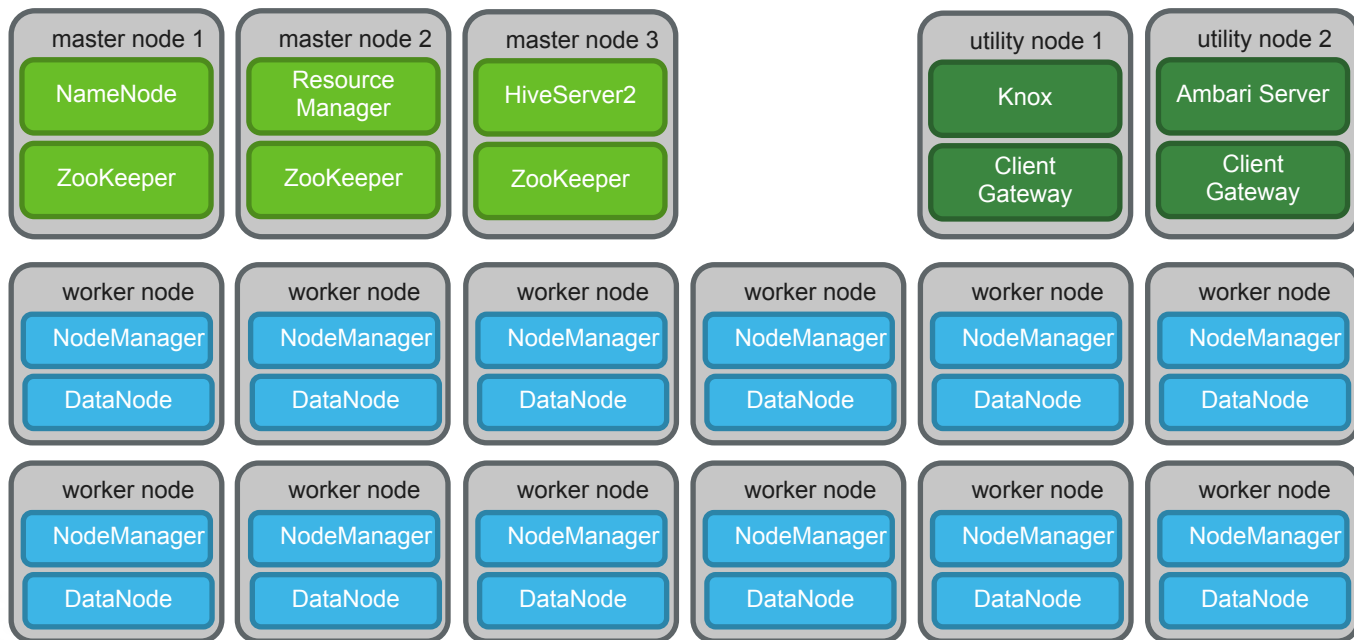 master node 1
NameNode
ZooKeeper
master node 2
Resource
Manager
ZooKeeper
master node 3
HiveServer2
ZooKeeper
utility node 1
Knox
Client
Gateway
utility node 2
Ambari Server
Client
Gateway
worker node
NodeManager
DataNode
worker node
NodeManager
DataNode
worker node
NodeManager
DataNode
worker node
NodeManager
DataNode
worker node
NodeManager
DataNode
worker node
NodeManager
DataNode
worker node
NodeManager
DataNode
worker node
NodeManager
DataNode
worker node
NodeManager
DataNode
worker node
NodeManager
DataNode
worker node
NodeManager
DataNode
worker node
NodeManager
DataNode